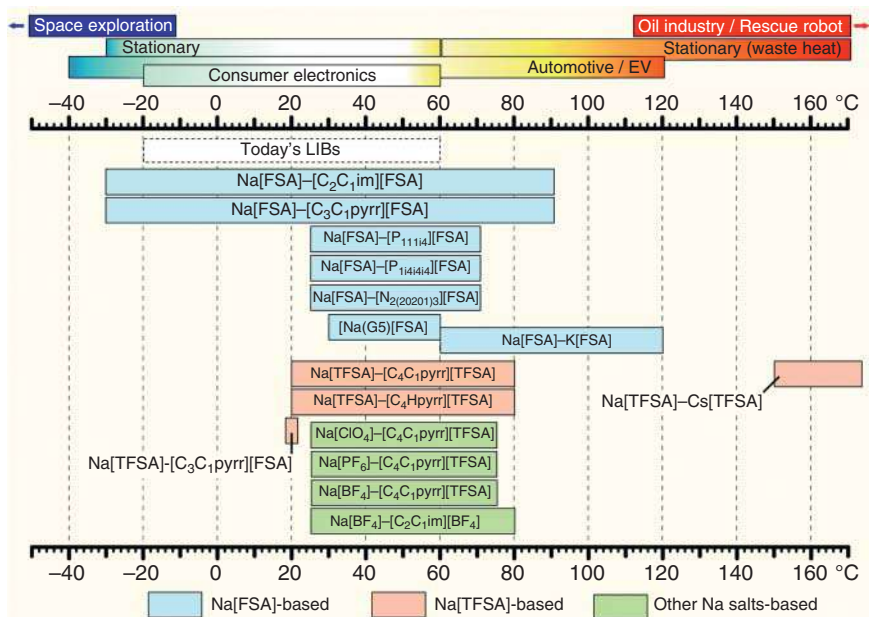 Space exploration
Oil industry / Rescue robot
Stationary
Stationary (waste heat)
Automotive / EV
Consumer electronics
–40 –20 0 20 40 60 80 100 120 140 160 °C
Today's LIBs
Na[FSA]–[C₂C₁im][FSA]
Na[FSA]–[C₃C₁pyrr][FSA]
Na[FSA]–[P₁₁₁i₄][FSA]
Na[FSA]–[P₁i₄i₄i₄][FSA]
Na[FSA]–[N₂₍₂₀₂₀₁₎₃][FSA]
[Na(G5)[FSA]
Na[FSA]–K[FSA]
Na[TFSA]–[C₄C₁pyrr][TFSA]
Na[TFSA]–[C₄Hpyrr][TFSA]
Na[TFSA]–Cs[TFSA]
Na[ClO₄]–[C₄C₁pyrr][TFSA]
Na[TFSA]-[C₃C₁pyrr][FSA]
Na[PF₆]–[C₄C₁pyrr][TFSA]
Na[BF₄]–[C₄C₁pyrr][TFSA]
Na[BF₄]–[C₂C₁im][BF₄]
–40 –20 0 20 40 60 80 100 120 140 160 °C
Na[FSA]-based
Na[TFSA]-based
Other Na salts-based